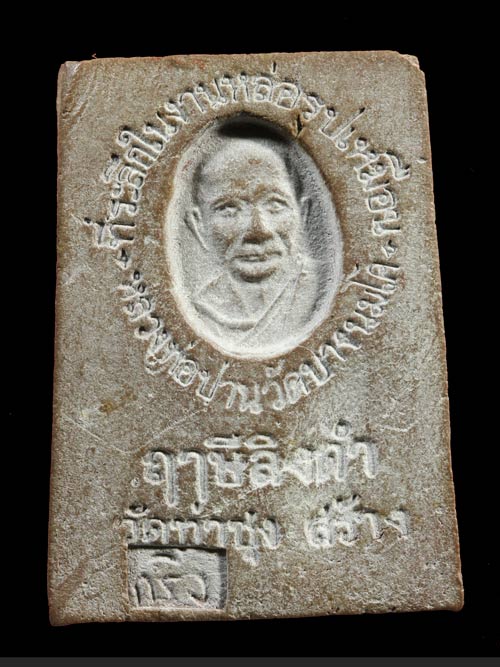 ที่ระลึกในงานหล่อรูปเหมือน
หลวงพ่อปานวัดบางนมโค
ฤาษีลิงดำ
วัดท่าซุง สร้าง